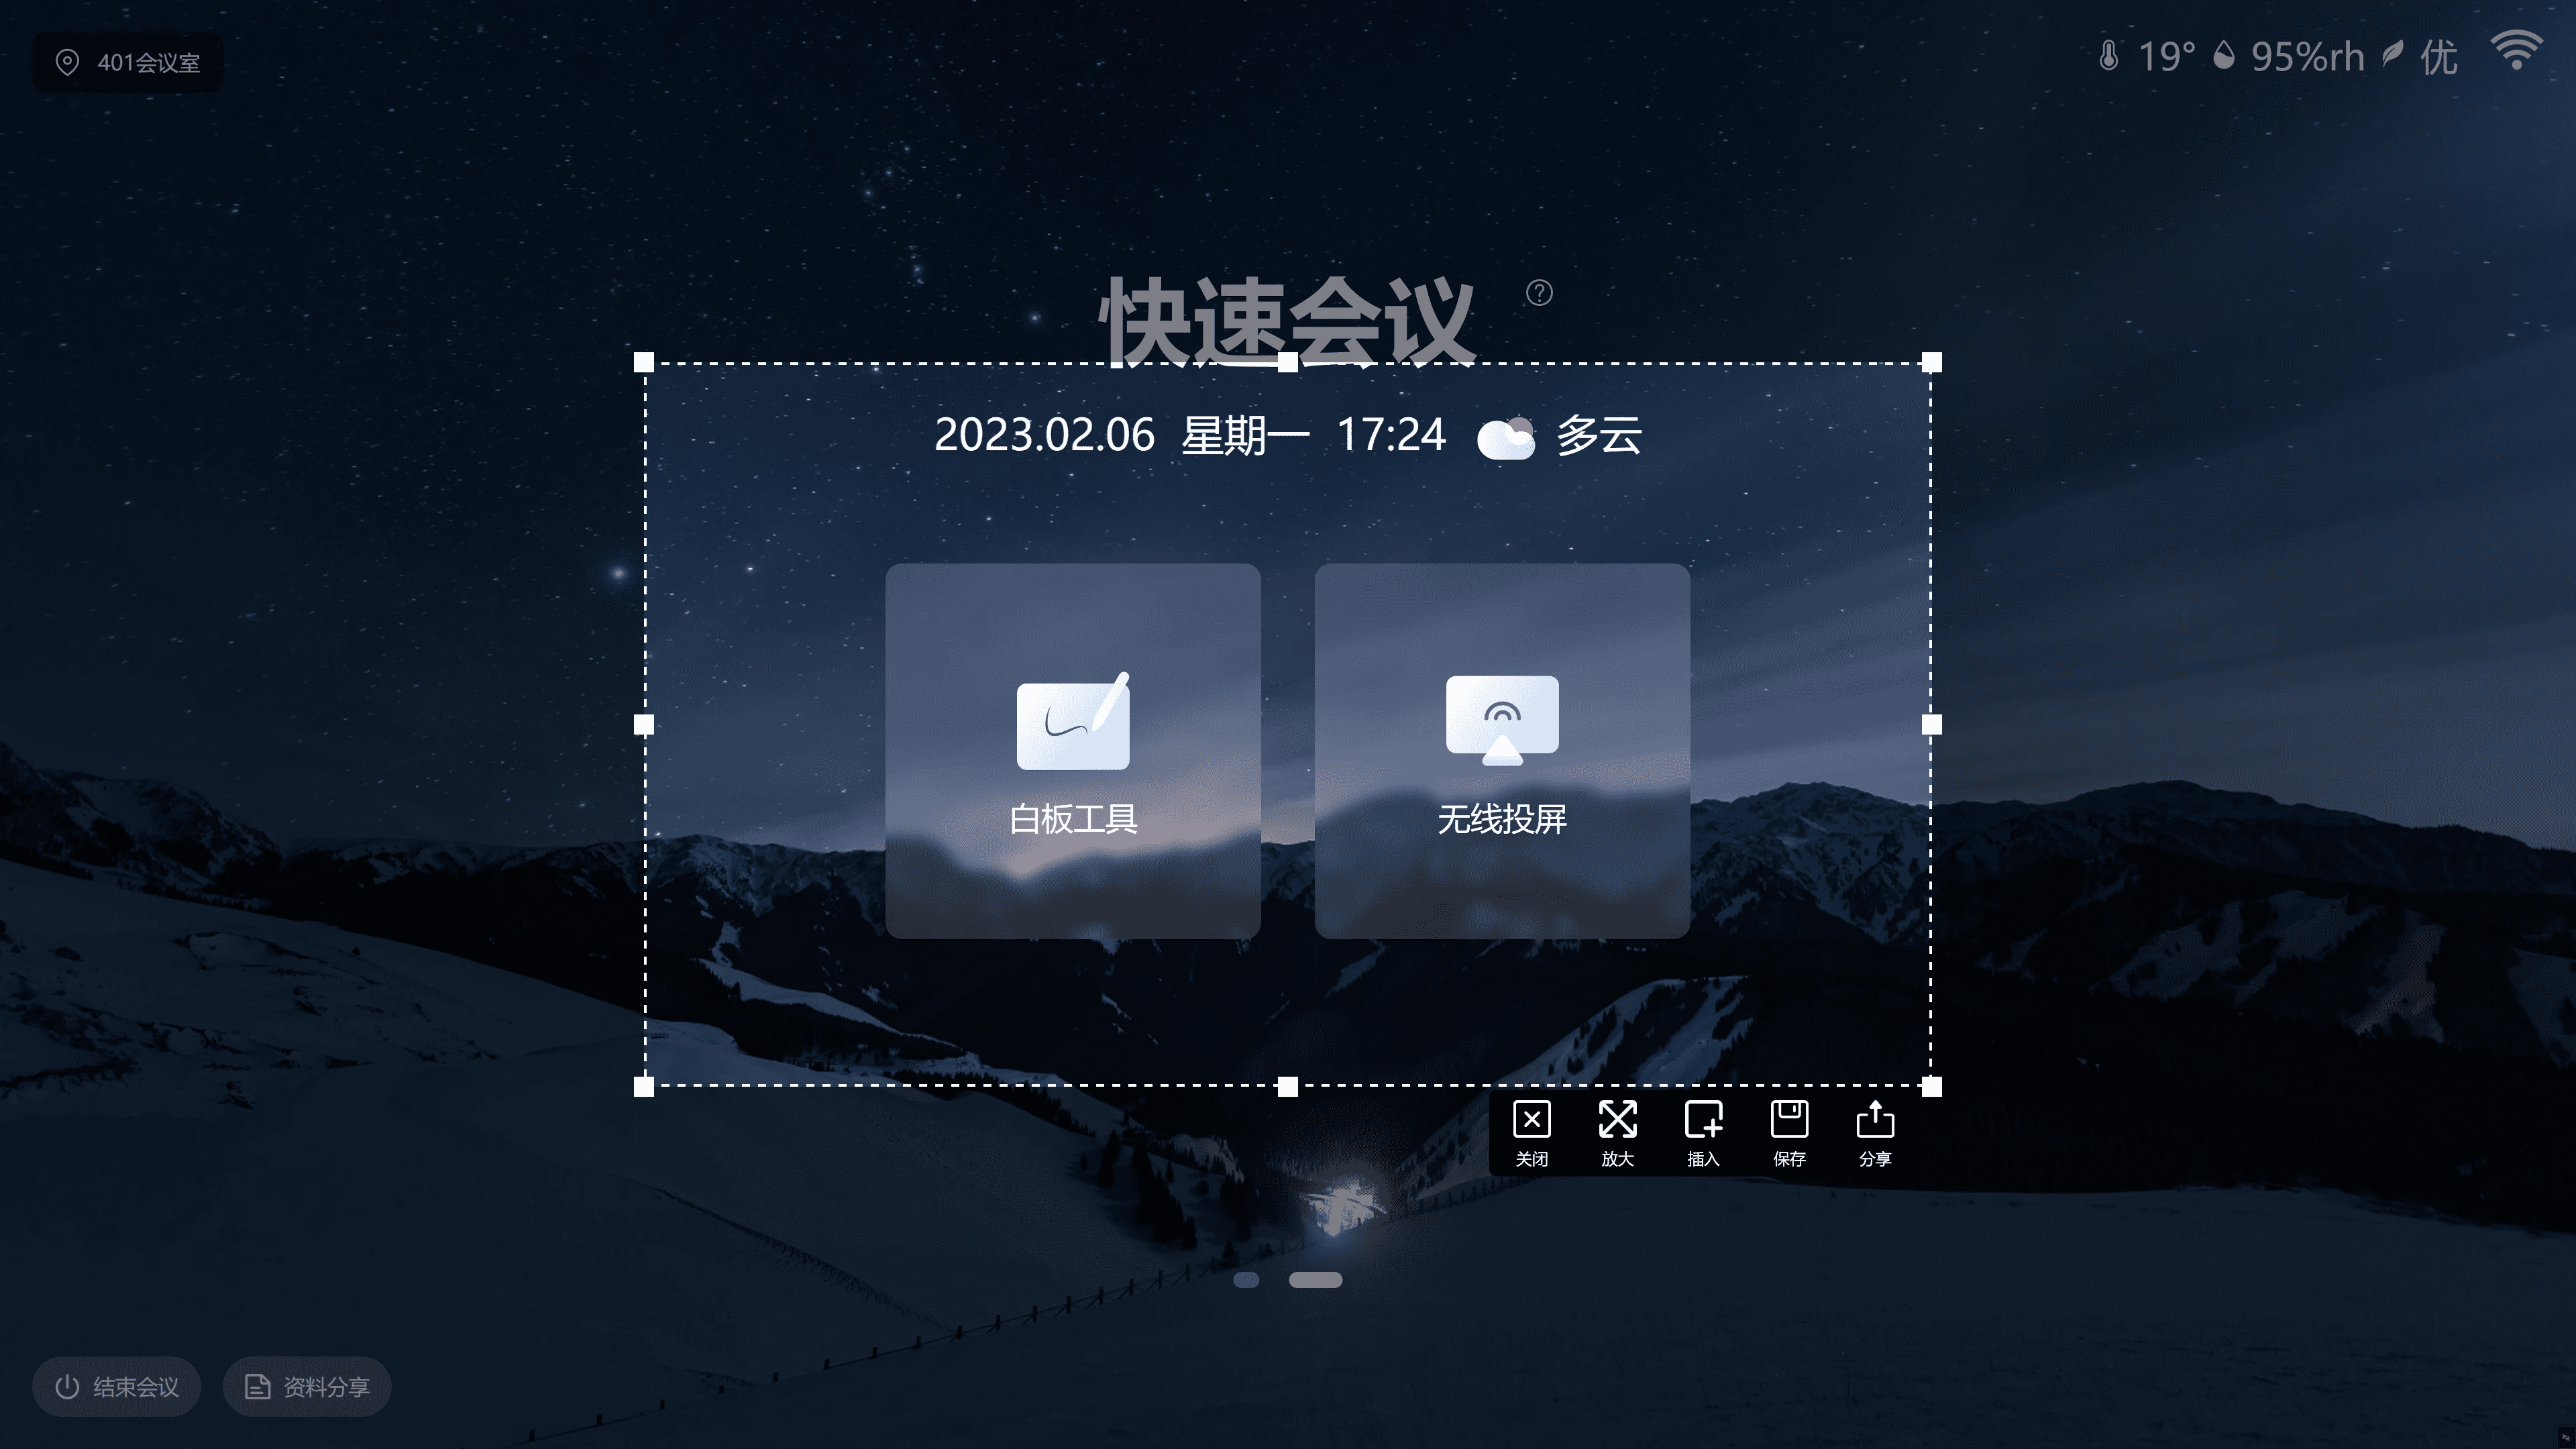 401会议室
19° 95%rh 优
快速会议
2023.02.06 星期一 17:24 多云
白板工具
无线投屏
关闭 放大 插入 保存 分享
结束会议 资料分享